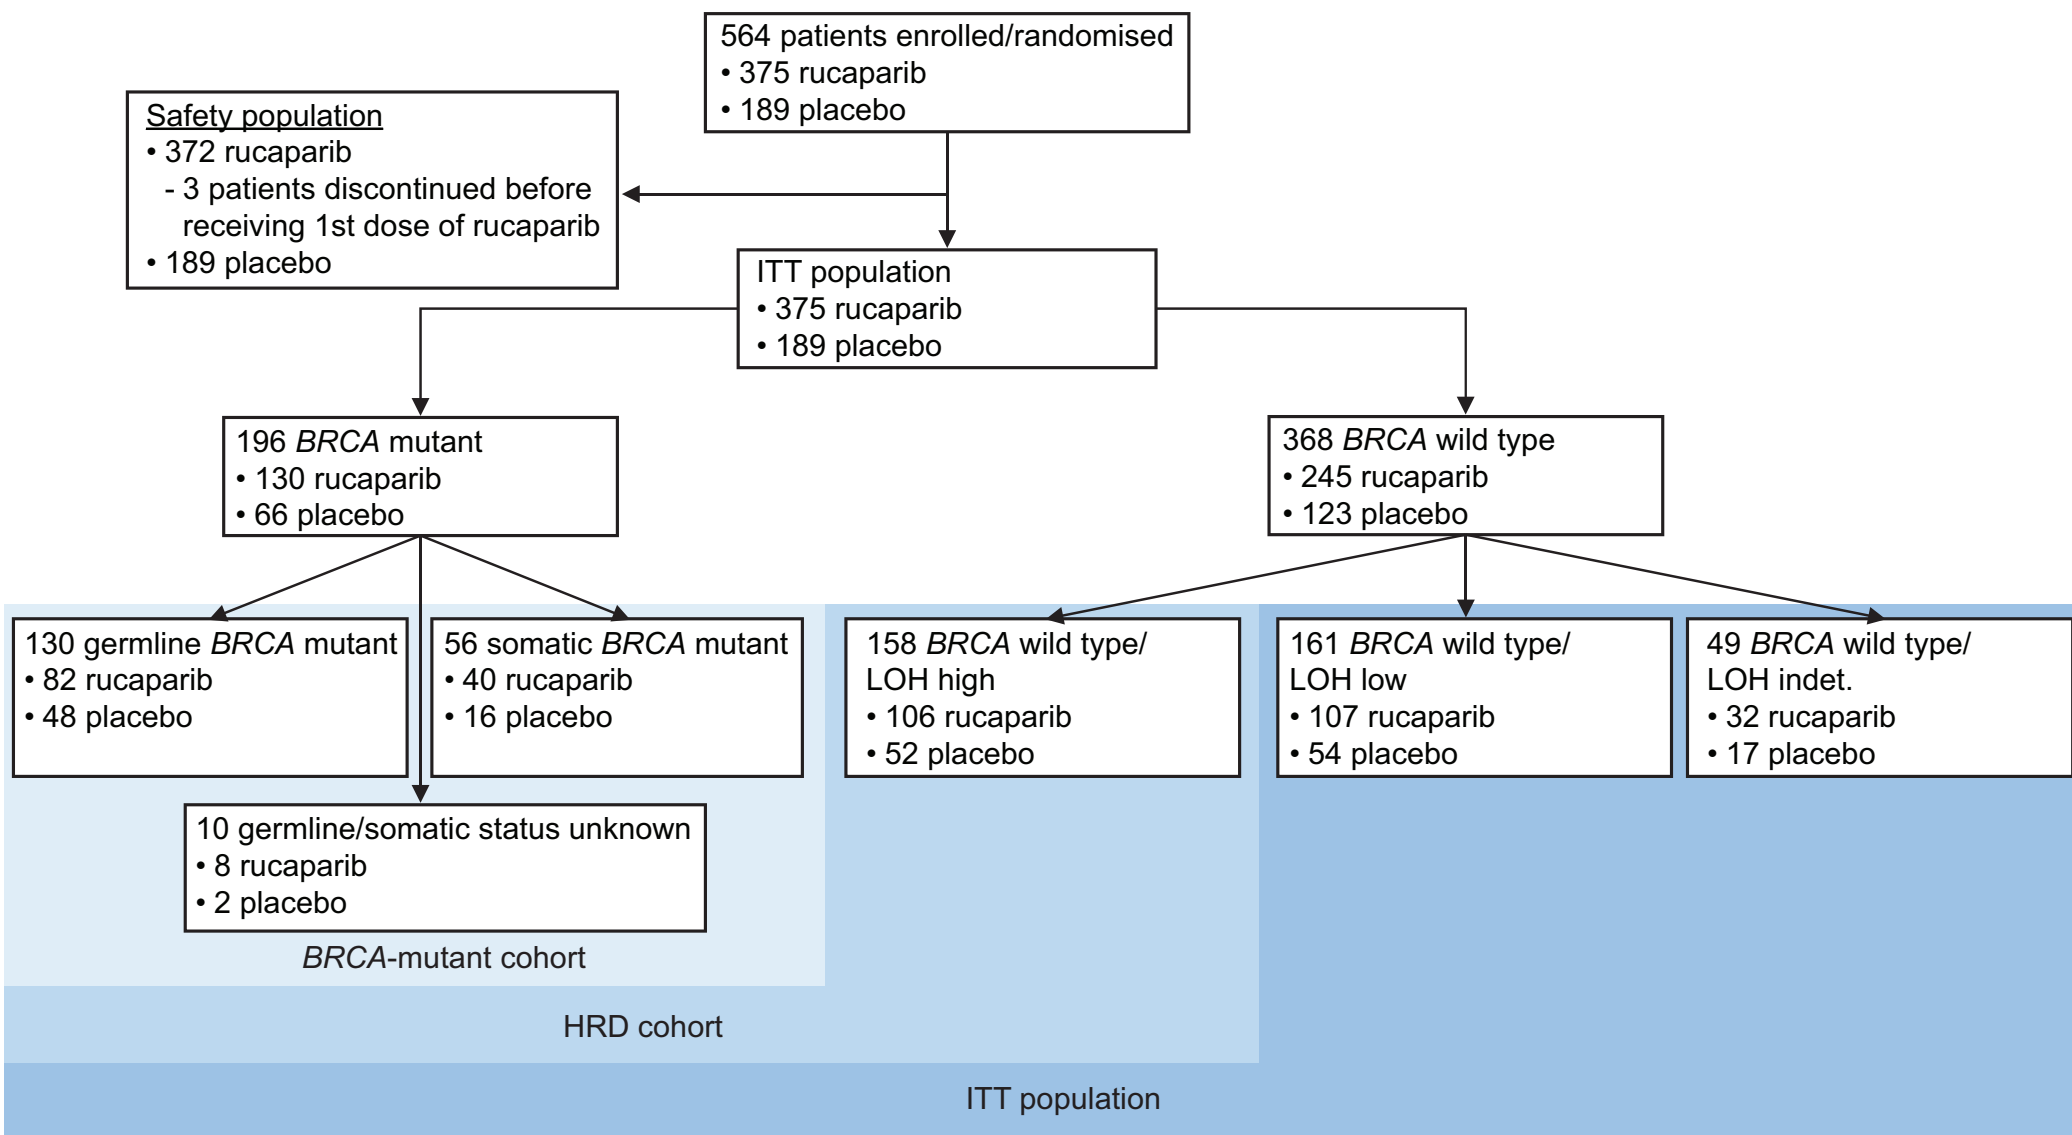 564 patients enrolled/randomised
• 375 rucaparib
• 189 placebo
Safety population
• 372 rucaparib
- 3 patients discontinued before
receiving 1st dose of rucaparib
• 189 placebo
ITT population
• 375 rucaparib
• 189 placebo
196 BRCA mutant
• 130 rucaparib
• 66 placebo
368 BRCA wild type
• 245 rucaparib
• 123 placebo
130 germline BRCA mutant
• 82 rucaparib
• 48 placebo
56 somatic BRCA mutant
• 40 rucaparib
• 16 placebo
158 BRCA wild type/
LOH high
• 106 rucaparib
• 52 placebo
161 BRCA wild type/
LOH low
• 107 rucaparib
• 54 placebo
49 BRCA wild type/
LOH indet.
• 32 rucaparib
• 17 placebo
10 germline/somatic status unknown
• 8 rucaparib
• 2 placebo
BRCA-mutant cohort
HRD cohort
ITT population